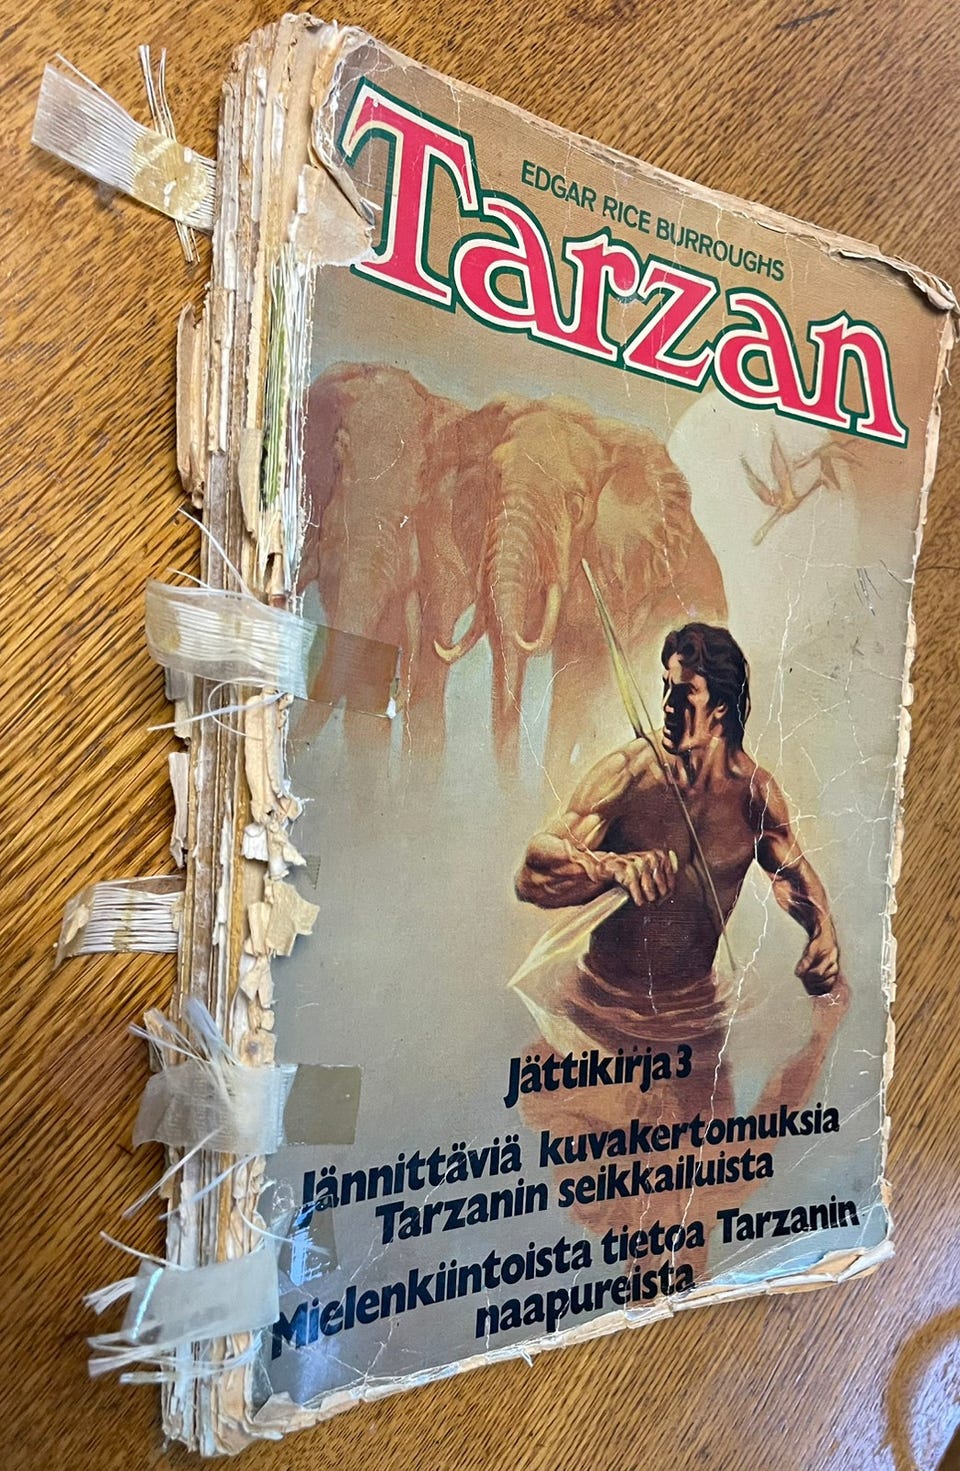 EDGAR RICE BURROUGHS
Tarzan
Jättikirja 3
Jännittäviä kuvakertomuksia
Tarzanin seikkailuista
Mielenkiintoista tietoa Tarzanin
naapureista